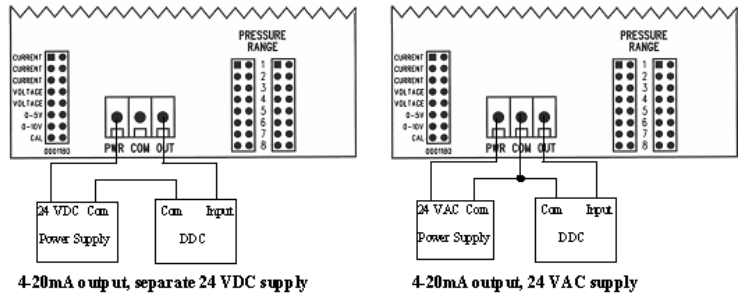 PRESSURE
RANGE
CURRENT
CURRENT
CURRENT
VOLTAGE
VOLTAGE
0-5V
0-10V
CAL
0001180
1
2
3
4
5
6
7
8
PWR COM OUT
24 VDC Com
Power Supply
Com Input
DDC
4-20mA output, separate 24 VDC supply
PRESSURE
RANGE
CURRENT
CURRENT
CURRENT
VOLTAGE
VOLTAGE
0-5V
0-10V
CAL
0001180
1
2
3
4
5
6
7
8
PWR COM OUT
24 VAC Com
Power Supply
Com Input
DDC
4-20mA output, 24 VAC supply